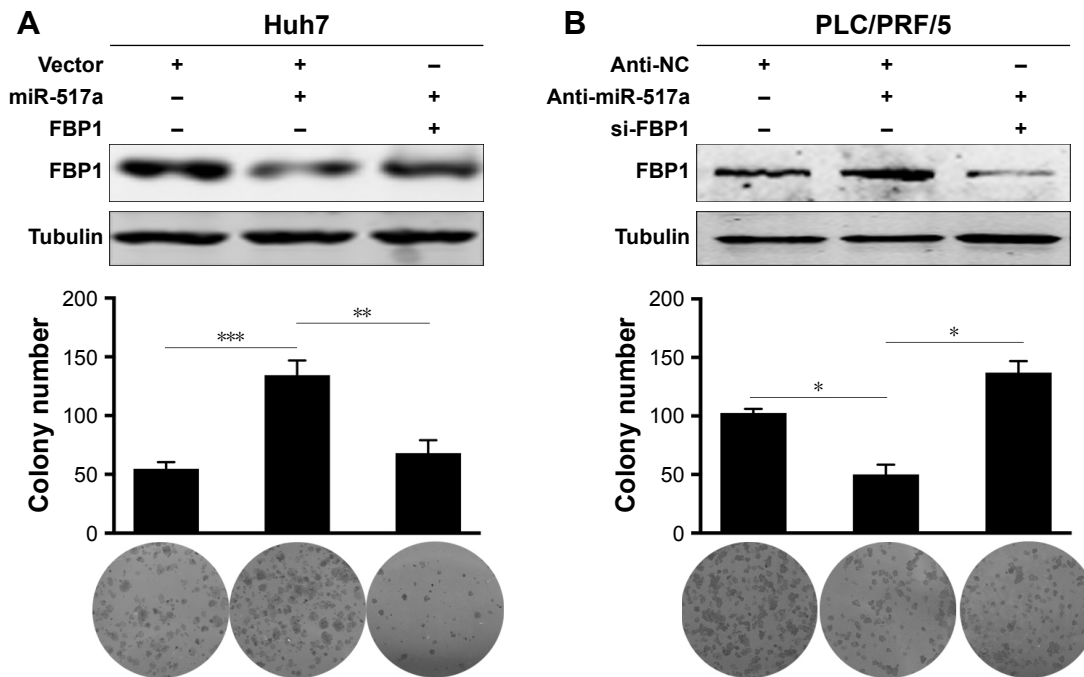 A
Huh7
Vector + + –
miR-517a – + +
FBP1 – – +
FBP1
Tubulin
Colony number
200
150
100
50
0
***
**
B
PLC/PRF/5
Anti-NC + + –
Anti-miR-517a – + +
si-FBP1 – – +
FBP1
Tubulin
Colony number
200
150
100
50
0
*
*